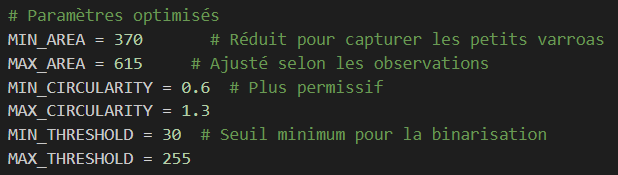 # Paramètres optimisés
MIN_AREA = 370 # Réduit pour capturer les petits varroas
MAX_AREA = 615 # Ajusté selon les observations
MIN_CIRCULARITY = 0.6 # Plus permissif
MAX_CIRCULARITY = 1.3
MIN_THRESHOLD = 30 # Seuil minimum pour la binarisation
MAX_THRESHOLD = 255